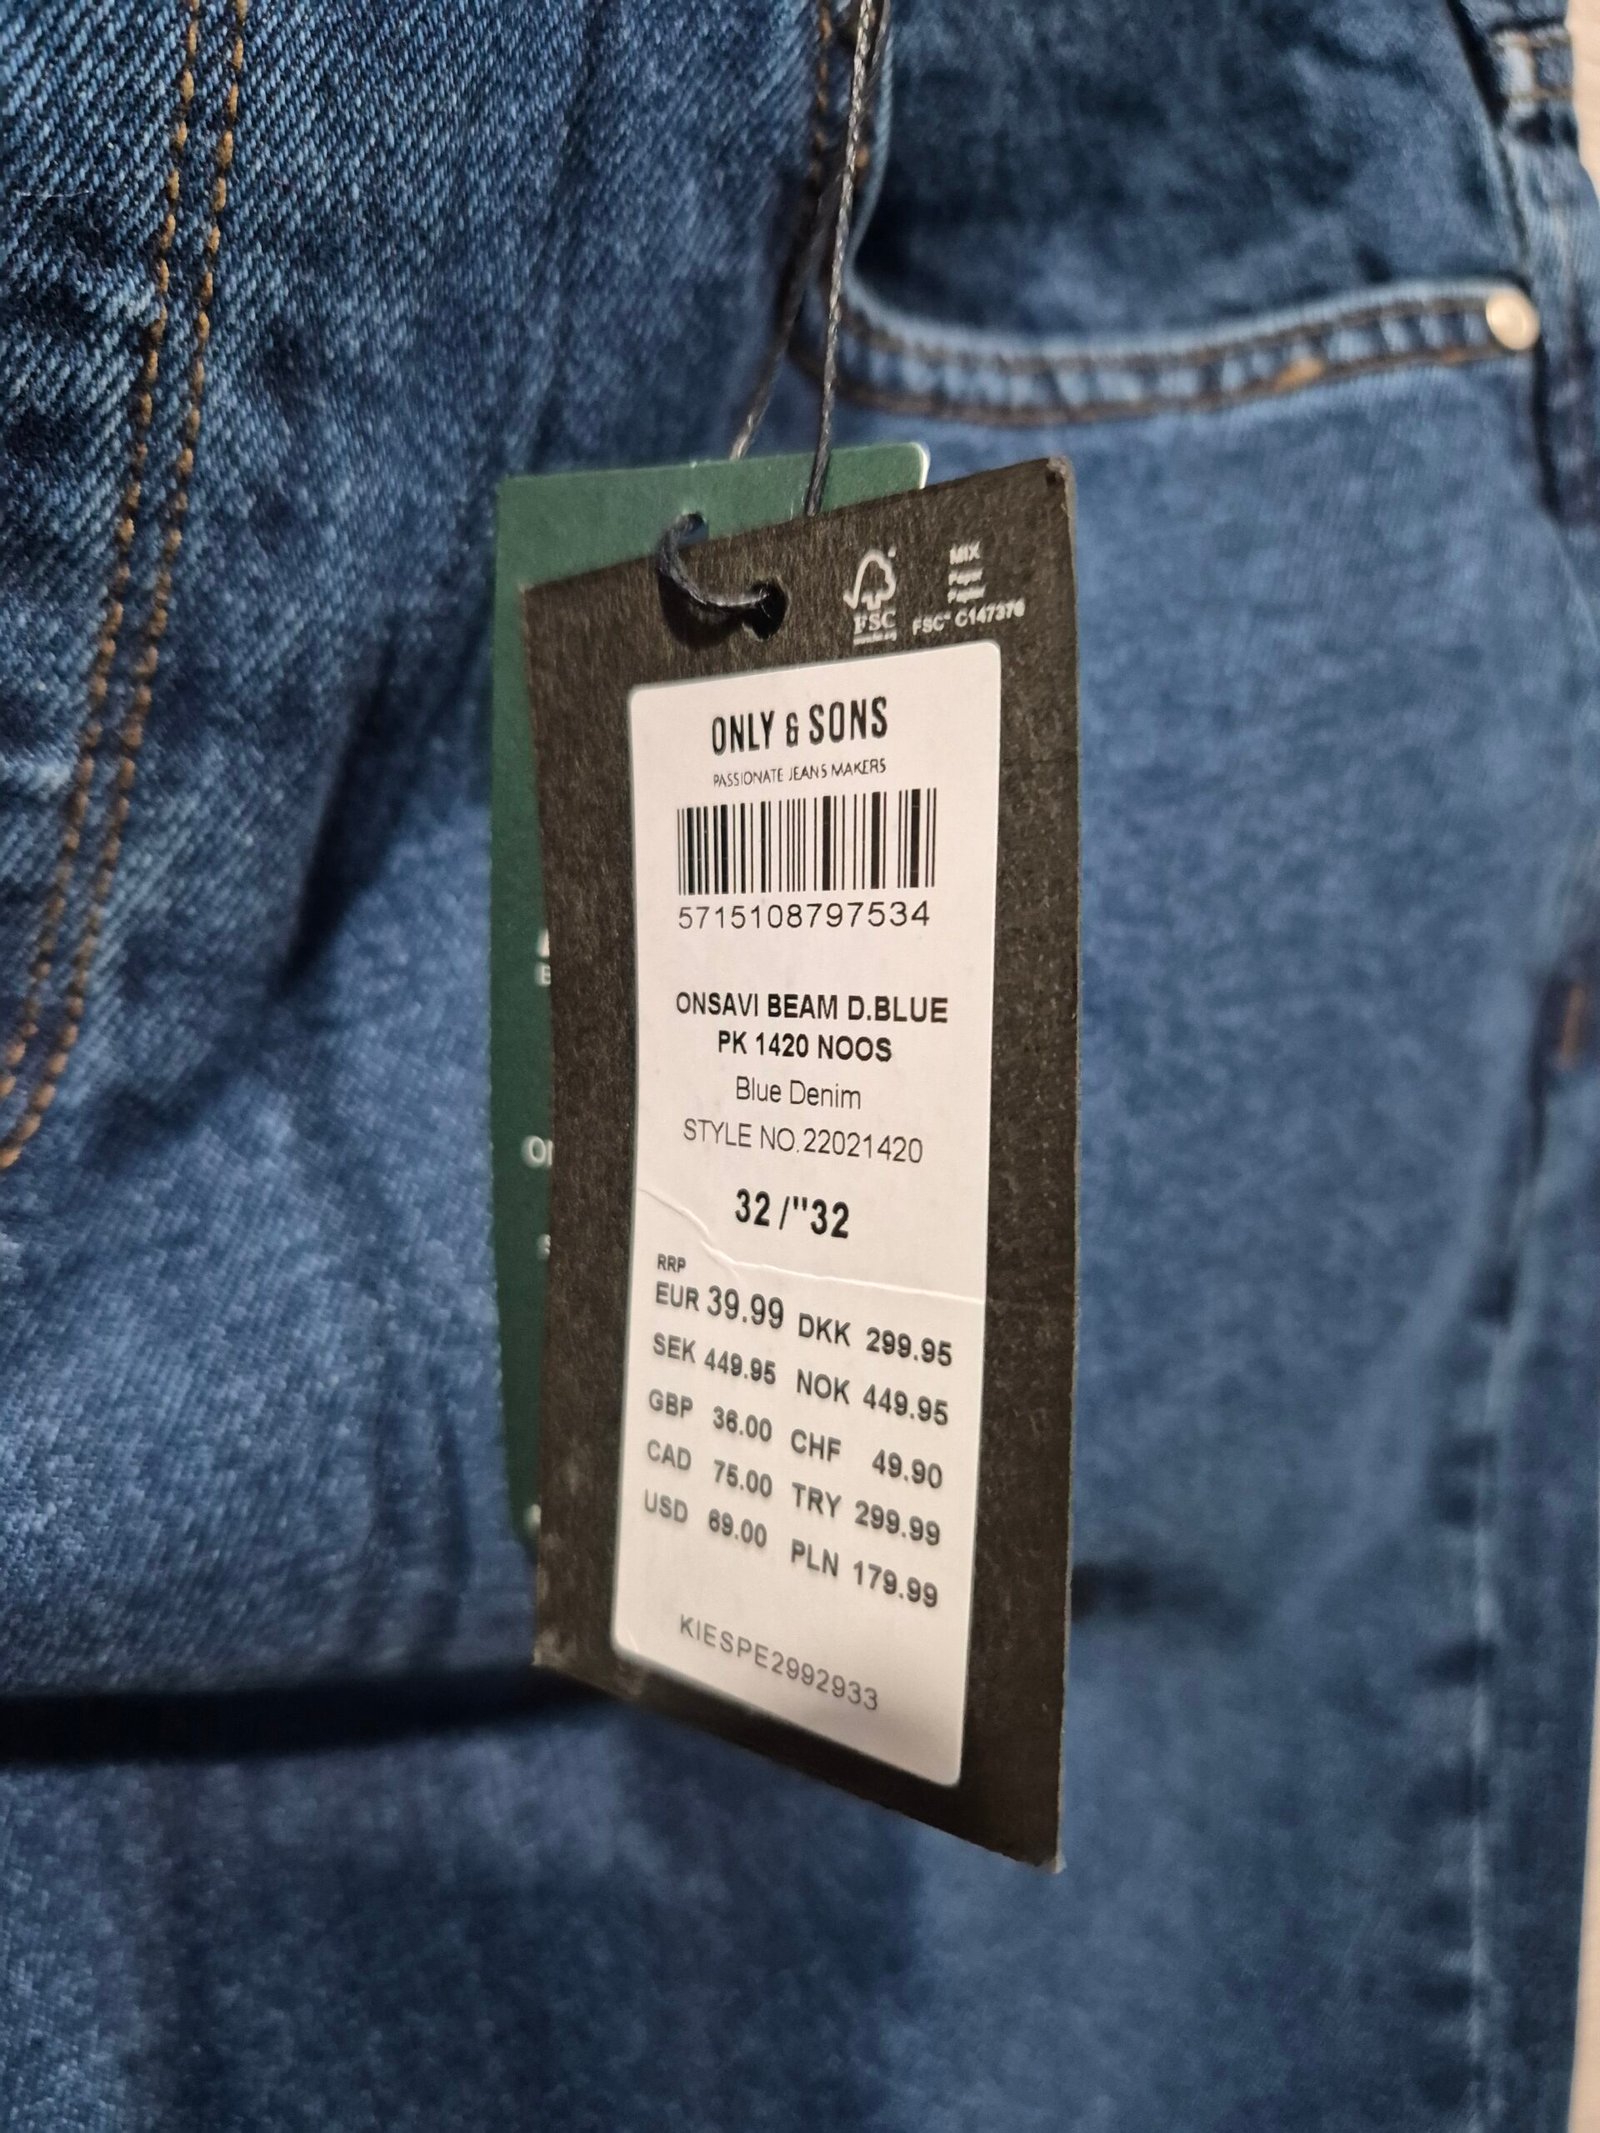 MIX
Paper
Papier
FSC
FSC® C147376
ONLY & SONS
PASSIONATE JEANS MAKERS
5715108797534
ONSAVI BEAM D.BLUE
PK 1420 NOOS
Blue Denim
STYLE NO.22021420
32 /"32
RRP
EUR 39.99 DKK 299.95
SEK 449.95 NOK 449.95
GBP 36.00 CHF 49.90
CAD 75.00 TRY 299.99
USD 69.00 PLN 179.99
KIESPE2992933